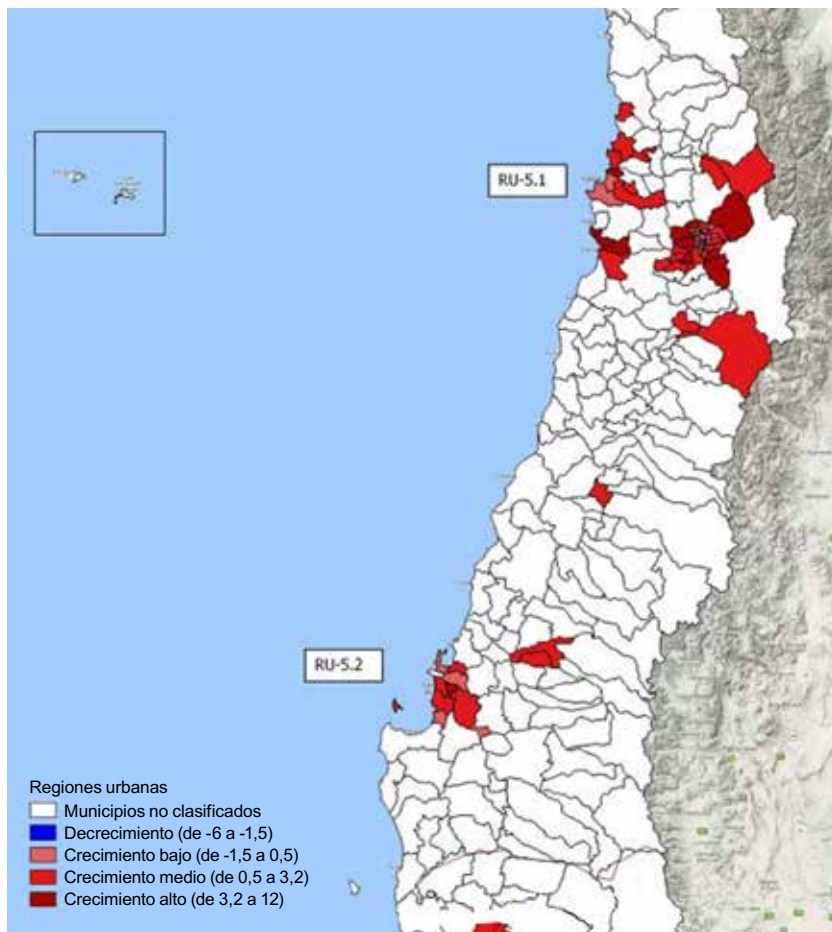 RU-5.1
RU-5.2
Regiones urbanas
Municipios no clasificados
Decrecimiento (de -6 a -1,5)
Crecimiento bajo (de -1,5 a 0,5)
Crecimiento medio (de 0,5 a 3,2)
Crecimiento alto (de 3,2 a 12)